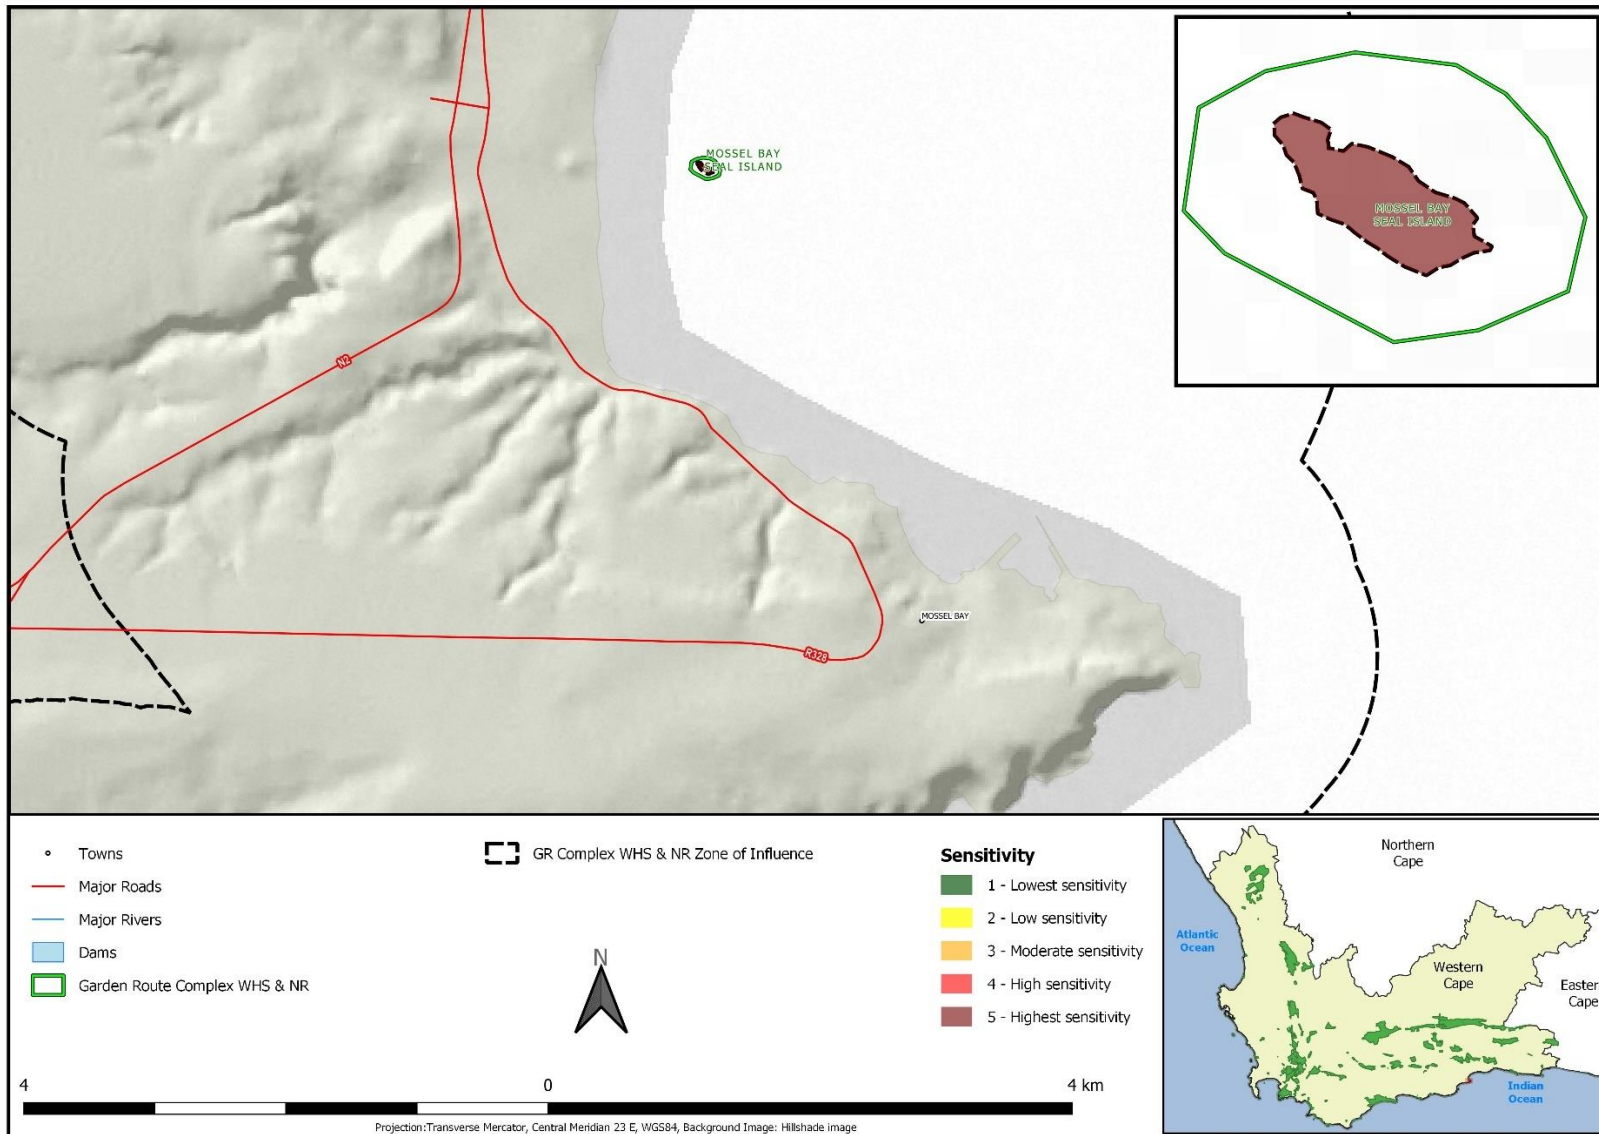 MOSSEL BAY
SEAL ISLAND
MOSSEL BAY
SEAL ISLAND
N2
MOSSEL BAY
R328
Towns
Major Roads
Major Rivers
Dams
Garden Route Complex WHS & NR
GR Complex WHS & NR Zone of Influence
N
Sensitivity
1 - Lowest sensitivity
2 - Low sensitivity
3 - Moderate sensitivity
4 - High sensitivity
5 - Highest sensitivity
Northern
Cape
Atlantic
Ocean
Western
Cape
Eastern
Cape
Indian
Ocean
4
0
4 km
Projection:Transverse Mercator, Central Meridian 23 E, WGS84, Background Image: Hillshade image